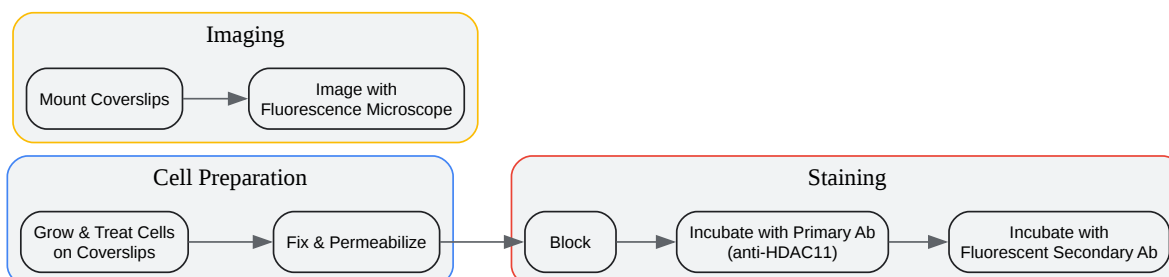 Imaging
Mount Coverslips
Image with
Fluorescence Microscope
Cell Preparation
Grow & Treat Cells
on Coverslips
Fix & Permeabilize
Staining
Block
Incubate with Primary Ab
(anti-HDAC11)
Incubate with
Fluorescent Secondary Ab